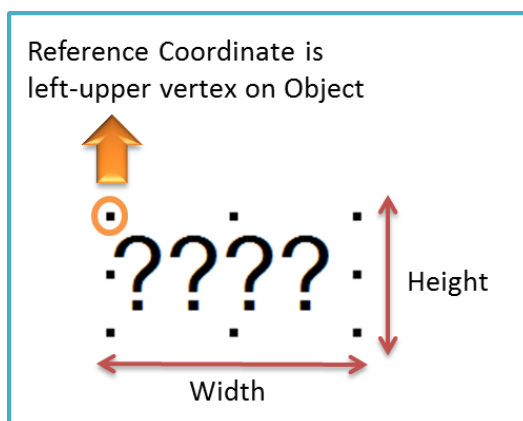 Reference Coordinate is
left-upper vertex on Object
????
Height
Width